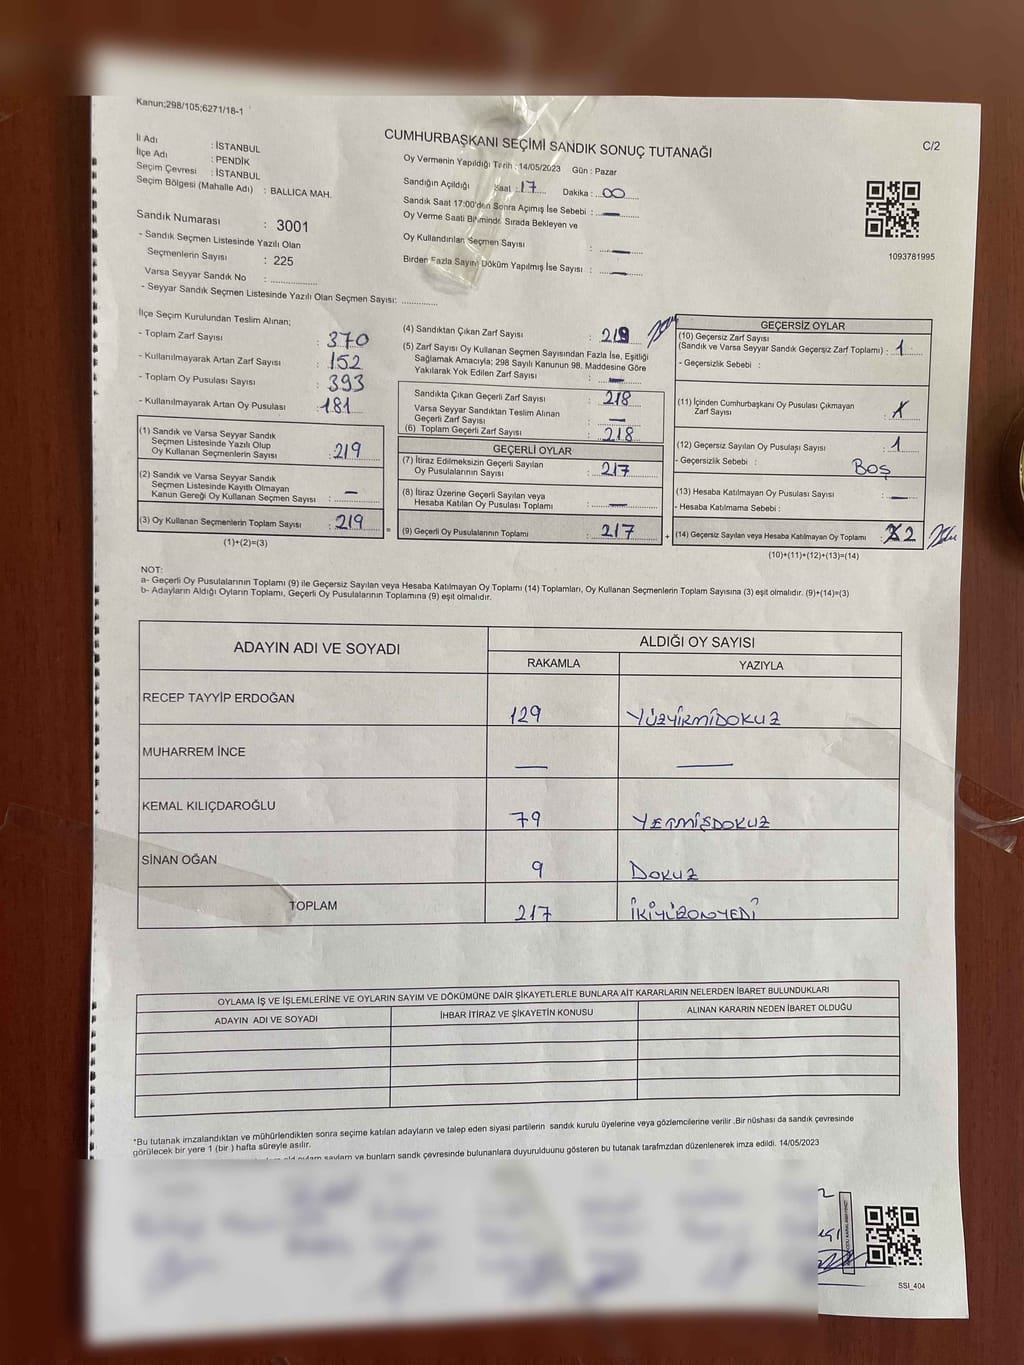 Kanun;298/105;6271/18-1
CUMHURBAŞKANI SEÇİMİ SANDIK SONUÇ TUTANAĞI
C/2
İl Adı : İSTANBUL
İlçe Adı : PENDİK
Seçim Çevresi : İSTANBUL
Seçim Bölgesi (Mahalle Adı) : BALLICA MAH.
Sandık Numarası : 3001
- Sandık Seçmen Listesinde Yazılı Olan
Seçmenlerin Sayısı : 225
Varsa Seyyar Sandık No :
- Seyyar Sandık Seçmen Listesinde Yazılı Olan Seçmen Sayısı:
Oy Vermenin Yapıldığı Tarih : 14/05/2023 Gün : Pazar
Sandığın Açıldığı Saat : 17 Dakika : 00
Sandık Saat 17:00'den Sonra Açımış İse Sebebi : —
Oy Verme Saati Bitiminde Sırada Bekleyen ve
Oy Kullandırılan Seçmen Sayısı : —
Birden Fazla Sayım Döküm Yapılmış İse Sayısı : —
1093781995
İlçe Seçim Kurulundan Teslim Alınan;
- Toplam Zarf Sayısı : 370
- Kullanılmayarak Artan Zarf Sayısı : 152
- Toplam Oy Pusulası Sayısı : 393
- Kullanılmayarak Artan Oy Pusulası : 181
(1) Sandık ve Varsa Seyyar Sandık
Seçmen Listesinde Yazılı Olup
Oy Kullanan Seçmenlerin Sayısı : 219
(2) Sandık ve Varsa Seyyar Sandık
Seçmen Listesinde Kayıtlı Olmayan
Kanun Gereği Oy Kullanan Seçmen Sayısı : —
(3) Oy Kullanan Seçmenlerin Toplam Sayısı : 219
(1)+(2)=(3)
=
(4) Sandıktan Çıkan Zarf Sayısı : 219
(5) Zarf Sayısı Oy Kullanan Seçmen Sayısından Fazla İse, Eşitliği
Sağlamak Amacıyla; 298 Sayılı Kanunun 98. Maddesine Göre
Yakılarak Yok Edilen Zarf Sayısı : —
Sandıkta Çıkan Geçerli Zarf Sayısı : 218
Varsa Seyyar Sandıktan Teslim Alınan
Geçerli Zarf Sayısı : —
(6) Toplam Geçerli Zarf Sayısı : 218
GEÇERLİ OYLAR
(7) İtiraz Edilmeksizin Geçerli Sayılan
Oy Pusulalarının Sayısı : 217
(8) İtiraz Üzerine Geçerli Sayılan veya
Hesaba Katılan Oy Pusulası Toplamı : —
(9) Geçerli Oy Pusulalarının Toplamı : 217
+
GEÇERSİZ OYLAR
(10) Geçersiz Zarf Sayısı
(Sandık ve Varsa Seyyar Sandık Geçersiz Zarf Toplamı) : 1
- Geçersizlik Sebebi :
(11) İçinden Cumhurbaşkanı Oy Pusulası Çıkmayan
Zarf Sayısı : X
(12) Geçersiz Sayılan Oy Pusulaşı Sayısı : 1
- Geçersizlik Sebebi : BOŞ
(13) Hesaba Katılmayan Oy Pusulası Sayısı : —
- Hesaba Katılmama Sebebi :
(14) Geçersiz Sayılan veya Hesaba Katılmayan Oy Toplamı : 2
(10)+(11)+(12)+(13)=(14)
NOT:
a- Geçerli Oy Pusulalarının Toplamı (9) ile Geçersiz Sayılan veya Hesaba Katılmayan Oy Toplamı (14) Toplamları, Oy Kullanan Seçmenlerin Toplam Sayısına (3) eşit olmalıdır. (9)+(14)=(3)
b- Adayların Aldığı Oyların Toplamı, Geçerli Oy Pusulalarının Toplamına (9) eşit olmalıdır.
ADAYIN ADI VE SOYADI ALDIĞI OY SAYISI
RAKAMLA YAZIYLA
RECEP TAYYİP ERDOĞAN 129 YÜZYİRMİDOKUZ
MUHARREM İNCE — —
KEMAL KILIÇDAROĞLU 79 YETMİŞDOKUZ
SİNAN OĞAN 9 DOKUZ
TOPLAM 217 İKİYÜZONYEDİ
OYLAMA İŞ VE İŞLEMLERİNE VE OYLARIN SAYIM VE DÖKÜMÜNE DAİR ŞİKAYETLERLE BUNLARA AİT KARARLARIN NELERDEN İBARET BULUNDUKLARI
ADAYIN ADI VE SOYADI İHBAR İTİRAZ VE ŞİKAYETİN KONUSU ALINAN KARARIN NEDEN İBARET OLDUĞU
*Bu tutanak imzalandıktan ve mühürlendikten sonra seçime katılan adayların ve talep eden siyasi partilerin sandık kurulu üyelerine veya gözlemcilerine verilir .Bir nüshası da sandık çevresinde
görülecek bir yere 1 (bir ) hafta süreyle asılır.
ve bunların sandık çevresinde bulunanlara duyurulduunu gösteren bu tutanak tarafımzdan düzenlenerek imza edildi. 14/05/2023
SSI_404